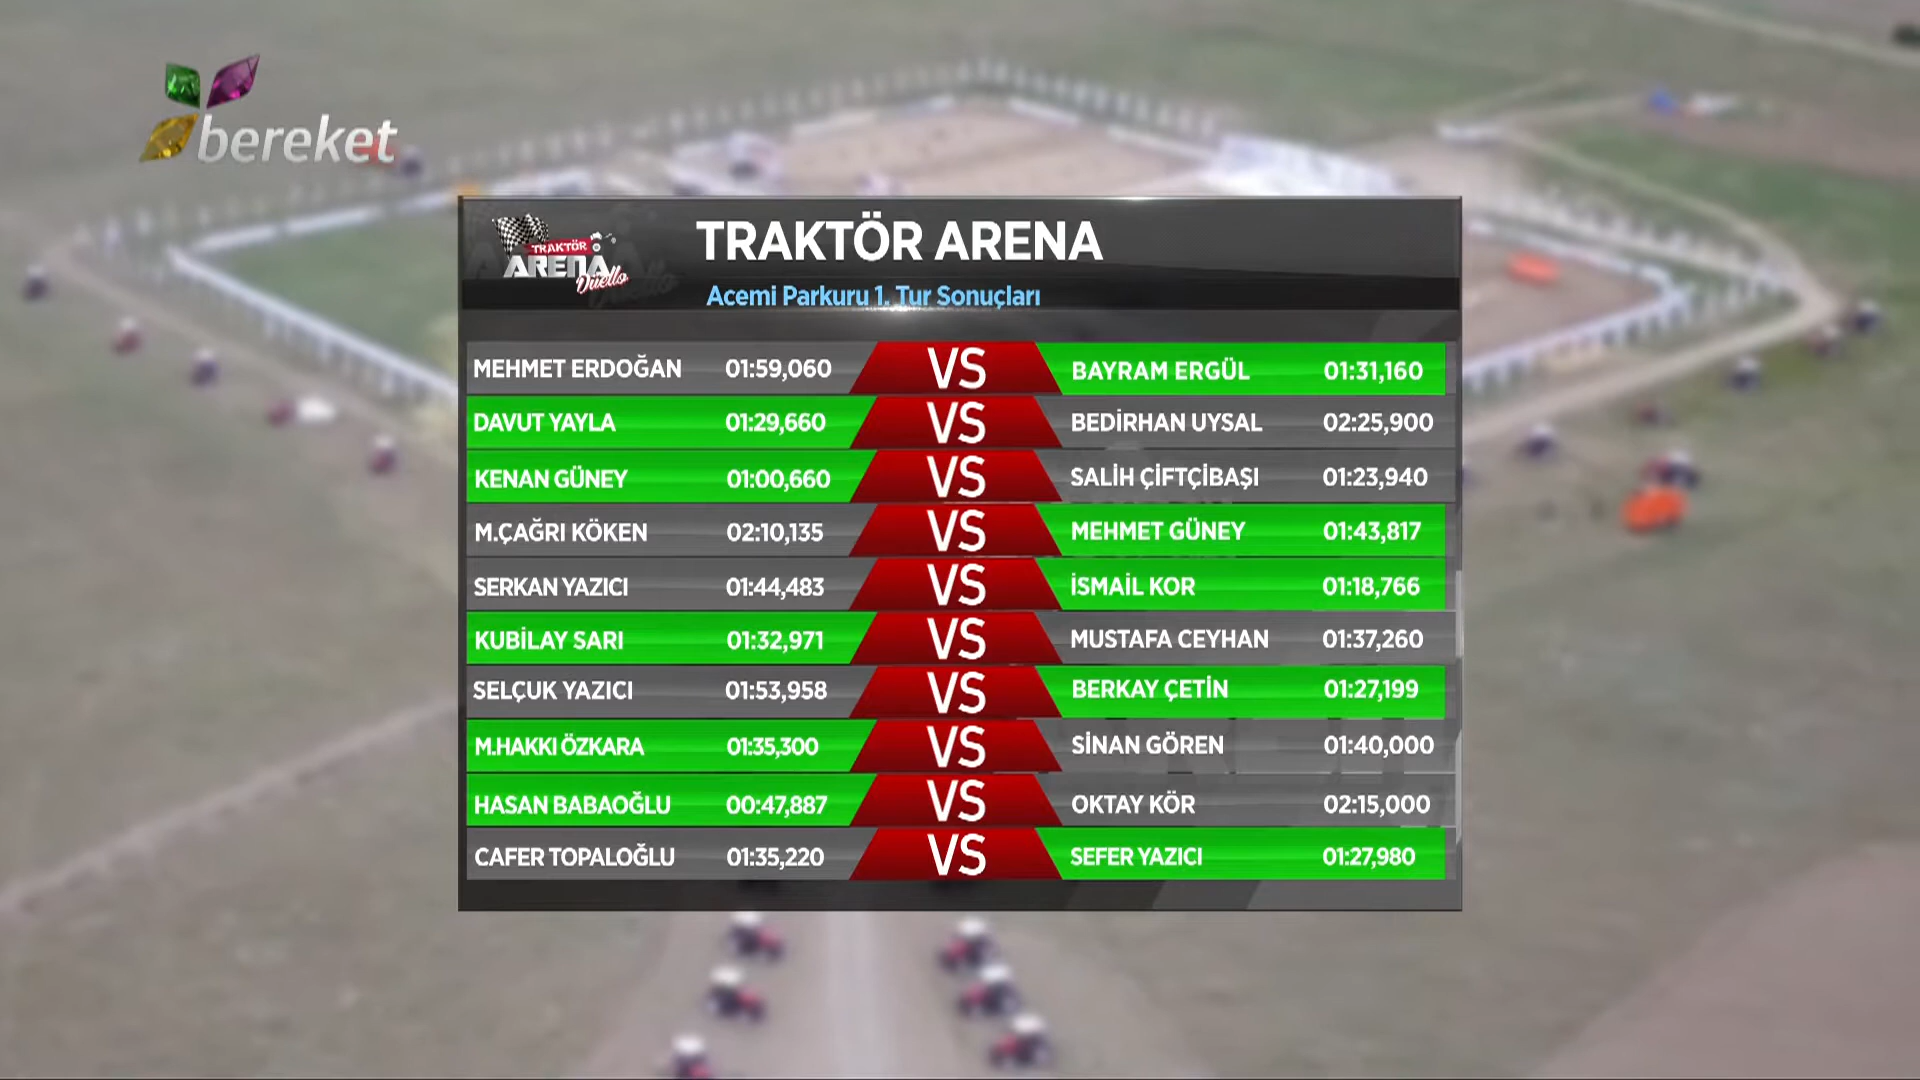 bereket
TRAKTÖR
ARENA
Düello
TRAKTÖR ARENA
Acemi Parkuru 1. Tur Sonuçları
MEHMET ERDOĞAN 01:59,060 VS BAYRAM ERGÜL 01:31,160
DAVUT YAYLA 01:29,660 VS BEDİRHAN UYSAL 02:25,900
KENAN GÜNEY 01:00,660 VS SALİH ÇİFTÇİBAŞI 01:23,940
M.ÇAĞRI KÖKEN 02:10,135 VS MEHMET GÜNEY 01:43,817
SERKAN YAZICI 01:44,483 VS İSMAİL KOR 01:18,766
KUBİLAY SARI 01:32,971 VS MUSTAFA CEYHAN 01:37,260
SELÇUK YAZICI 01:53,958 VS BERKAY ÇETİN 01:27,199
M.HAKKI ÖZKARA 01:35,300 VS SİNAN GÖREN 01:40,000
HASAN BABAOĞLU 00:47,887 VS OKTAY KÖR 02:15,000
CAFER TOPALOĞLU 01:35,220 VS SEFER YAZICI 01:27,980